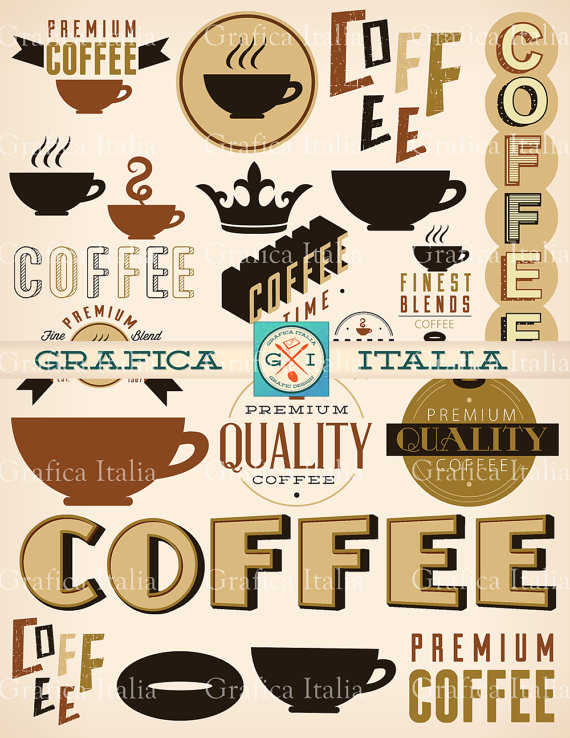 PREMIUM
COFFEE
COFFEE
COFFEE
COFFEE
COFFEE
TIME
FINEST
BLENDS
COFFEE
PREMIUM
Fine Blend
GRAFICA ITALIA
GRAFICA ITALIA
G I
GRAFIC DESIGN
EST. 1987
PREMIUM
QUALITY
COFFEE
PREMIUM
QUALITY
COFFEE
COFFEE
COFFEE
PREMIUM
COFFEE
Grafica Italia